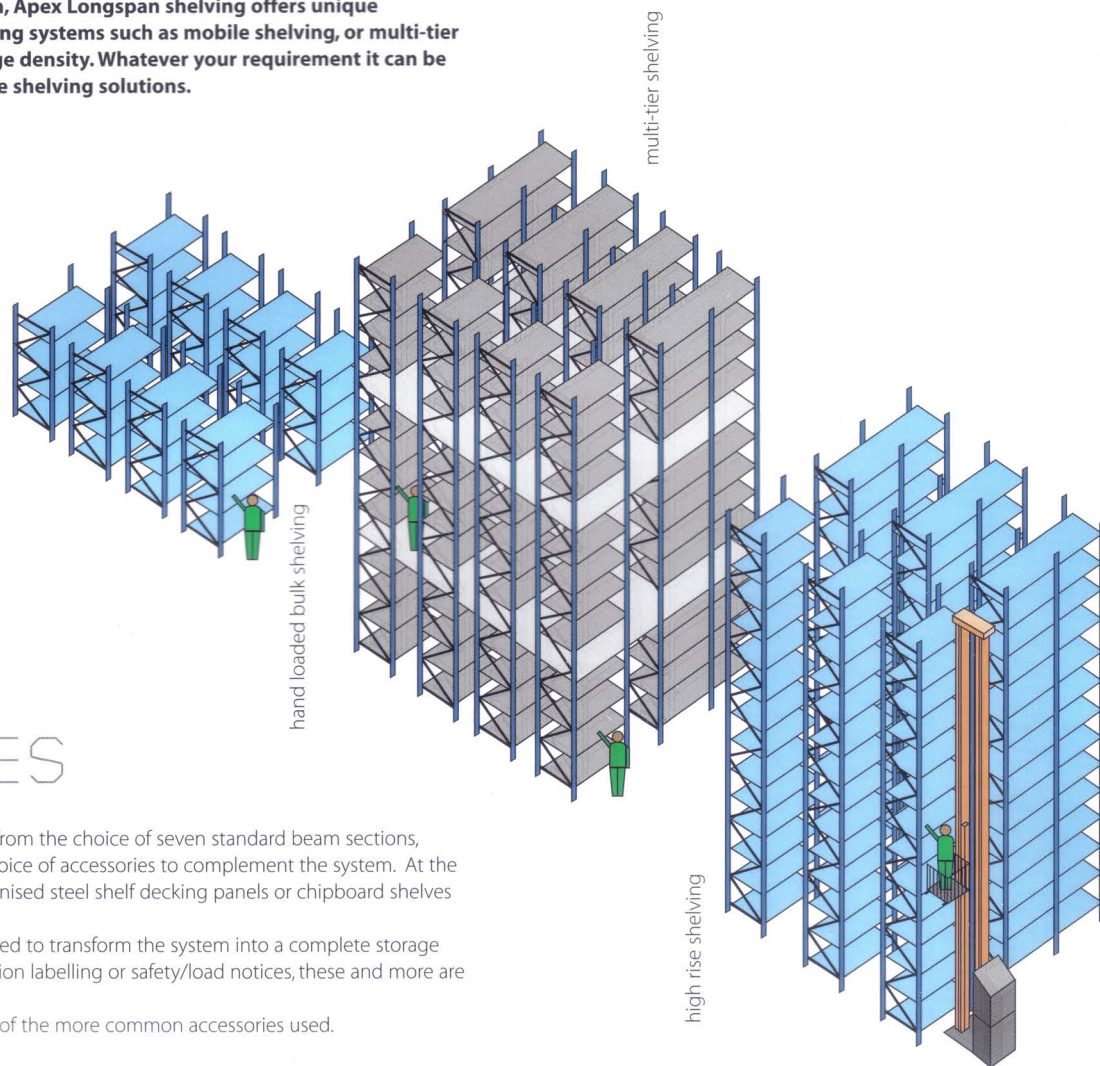 , Apex Longspan shelving offers unique
ng systems such as mobile shelving, or multi-tier
ge density. Whatever your requirement it can be
e shelving solutions.
multi-tier shelving
hand loaded bulk shelving
high rise shelving
ES
rom the choice of seven standard beam sections,
oice of accessories to complement the system. At the
nised steel shelf decking panels or chipboard shelves
ed to transform the system into a complete storage
ion labelling or safety/load notices, these and more are
of the more common accessories used.